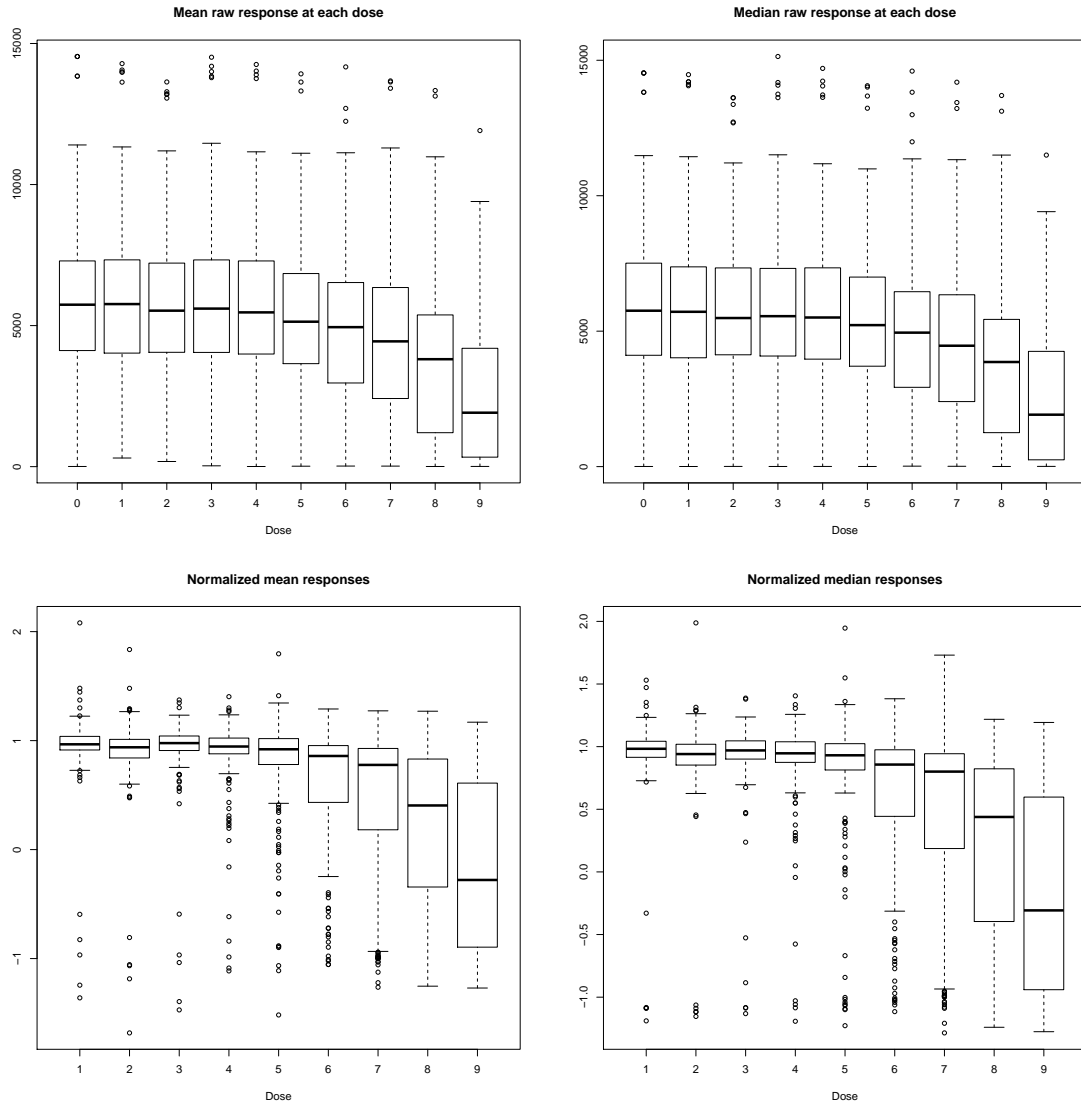 Mean raw response at each dose
15000
10000
5000
0
0 1 2 3 4 5 6 7 8 9
Dose
Median raw response at each dose
15000
10000
5000
0
0 1 2 3 4 5 6 7 8 9
Dose
Normalized mean responses
2
1
0
−1
1 2 3 4 5 6 7 8 9
Dose
Normalized median responses
2.0
1.5
1.0
0.5
0.0
−0.5
−1.0
1 2 3 4 5 6 7 8 9
Dose